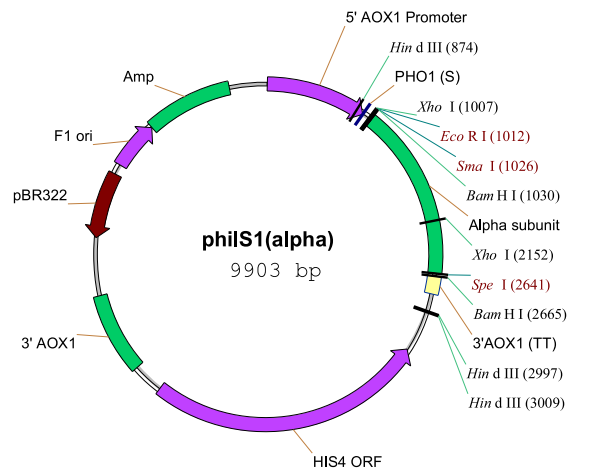 5' AOX1 Promoter
Hin d III (874)
PHO1 (S)
Xho I (1007)
Eco R I (1012)
Sma I (1026)
Bam H I (1030)
Alpha subunit
Xho I (2152)
Spe I (2641)
Bam H I (2665)
3'AOX1 (TT)
Hin d III (2997)
Hin d III (3009)
HIS4 ORF
3' AOX1
pBR322
F1 ori
Amp
philS1(alpha)
9903 bp